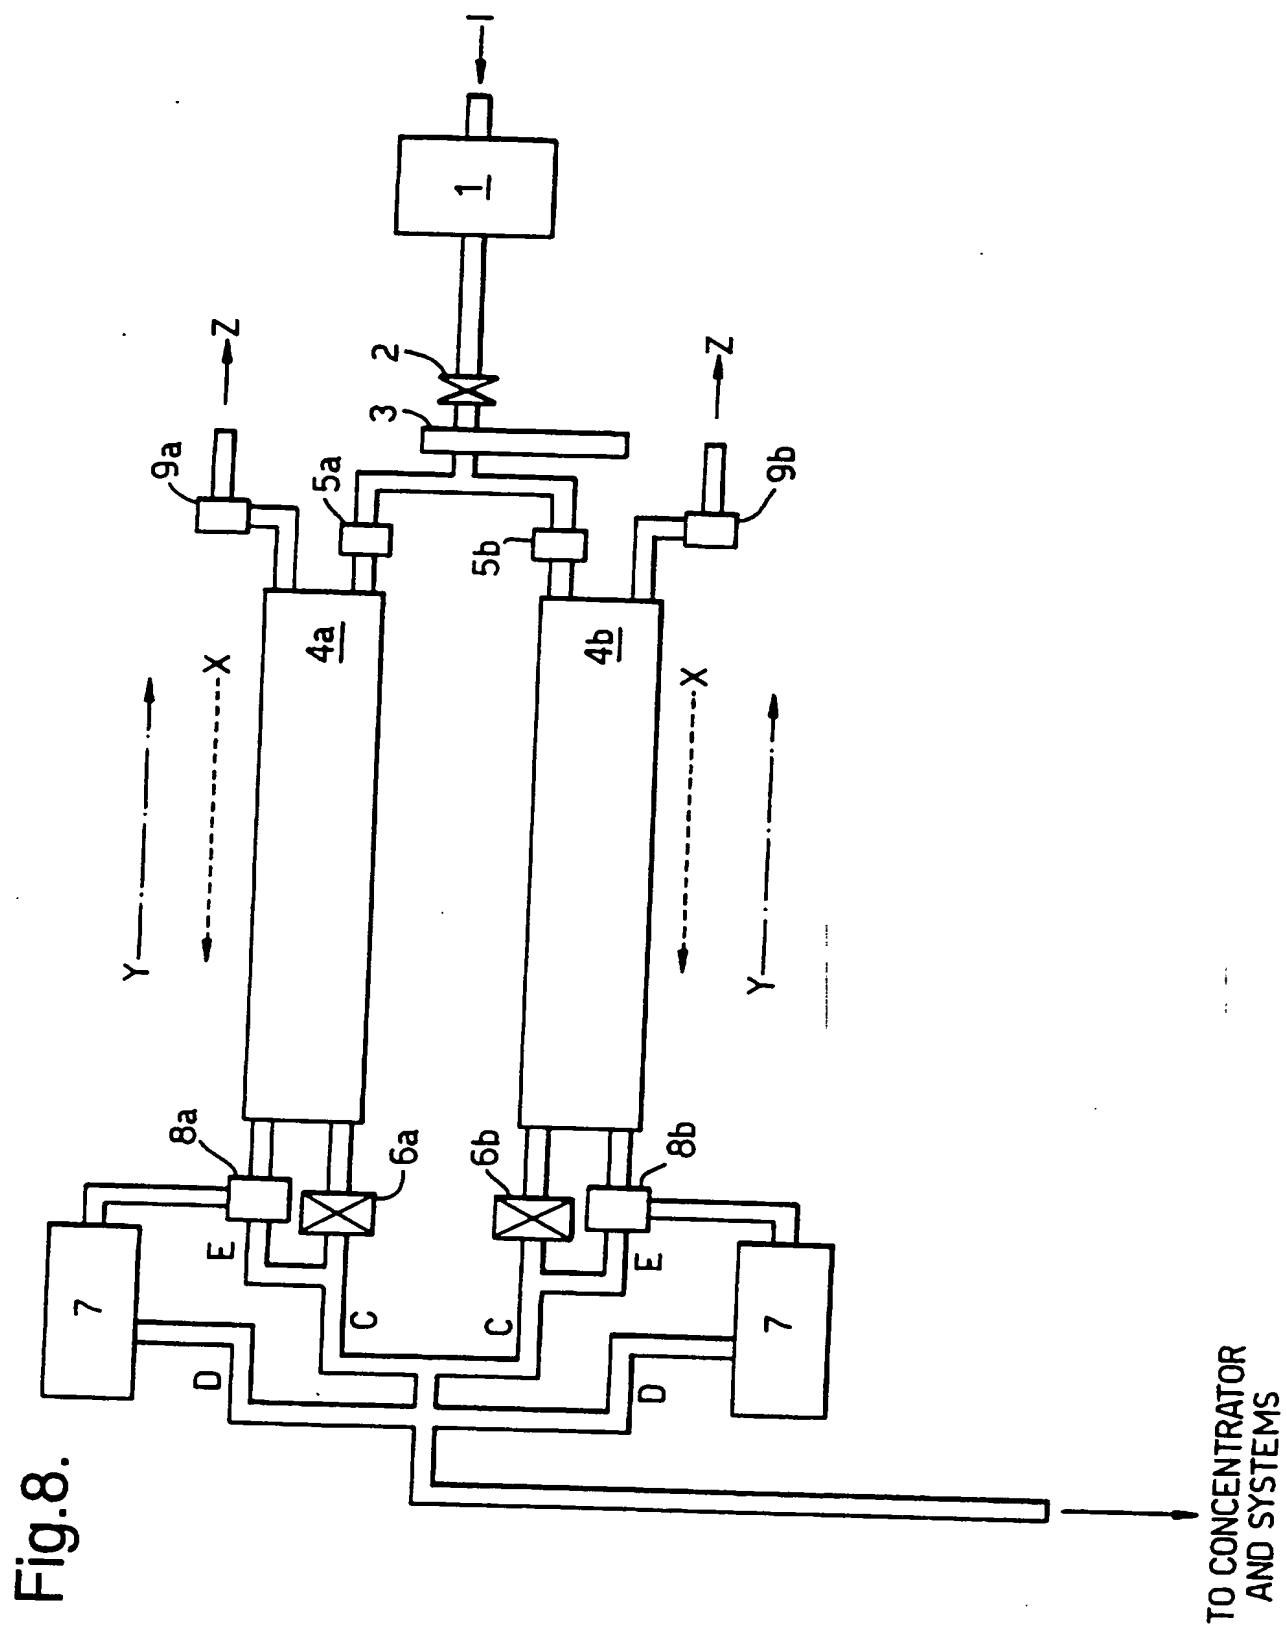 Fig.8.
7
D
E
8a
Y
X
9a
Z
C
6a
4a
5a
3
2
1
I
C
6b
4b
5b
D
E
8b
X
Y
9b
Z
7
TO CONCENTRATOR
AND SYSTEMS